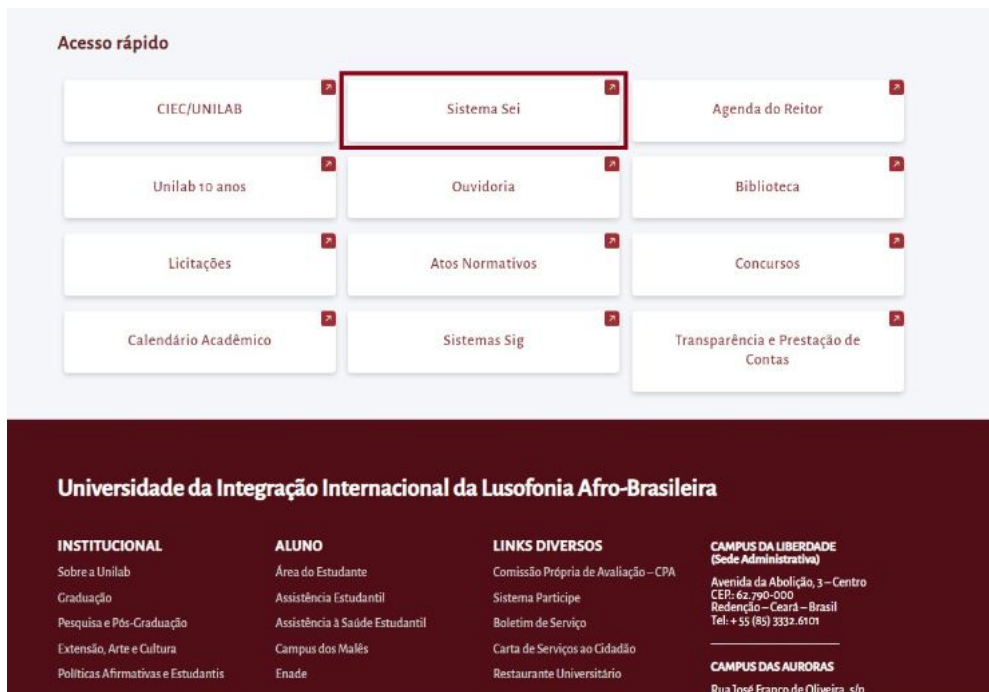 Acesso rápido
CIEC/UNILAB
Sistema Sei
Agenda do Reitor
Unilab 10 anos
Ouvidoria
Biblioteca
Licitações
Atos Normativos
Concursos
Calendário Acadêmico
Sistemas Sig
Transparência e Prestação de
Contas
Universidade da Integração Internacional da Lusofonia Afro-Brasileira
INSTITUCIONAL
Sobre a Unilab
Graduação
Pesquisa e Pós-Graduação
Extensão, Arte e Cultura
Políticas Afirmativas e Estudantis
ALUNO
Área do Estudante
Assistência Estudantil
Assistência à Saúde Estudantil
Campus dos Malês
Enade
LINKS DIVERSOS
Comissão Própria de Avaliação – CPA
Sistema Participe
Boletim de Serviço
Carta de Serviços ao Cidadão
Restaurante Universitário
CAMPUS DA LIBERDADE
(Sede Administrativa)
Avenida da Abolição, 3 – Centro
CEP.: 62.790-000
Redenção – Ceará – Brasil
Tel: + 55 (85) 3332.6101
CAMPUS DAS AURORAS
Rua José Franco de Oliveira, s/n